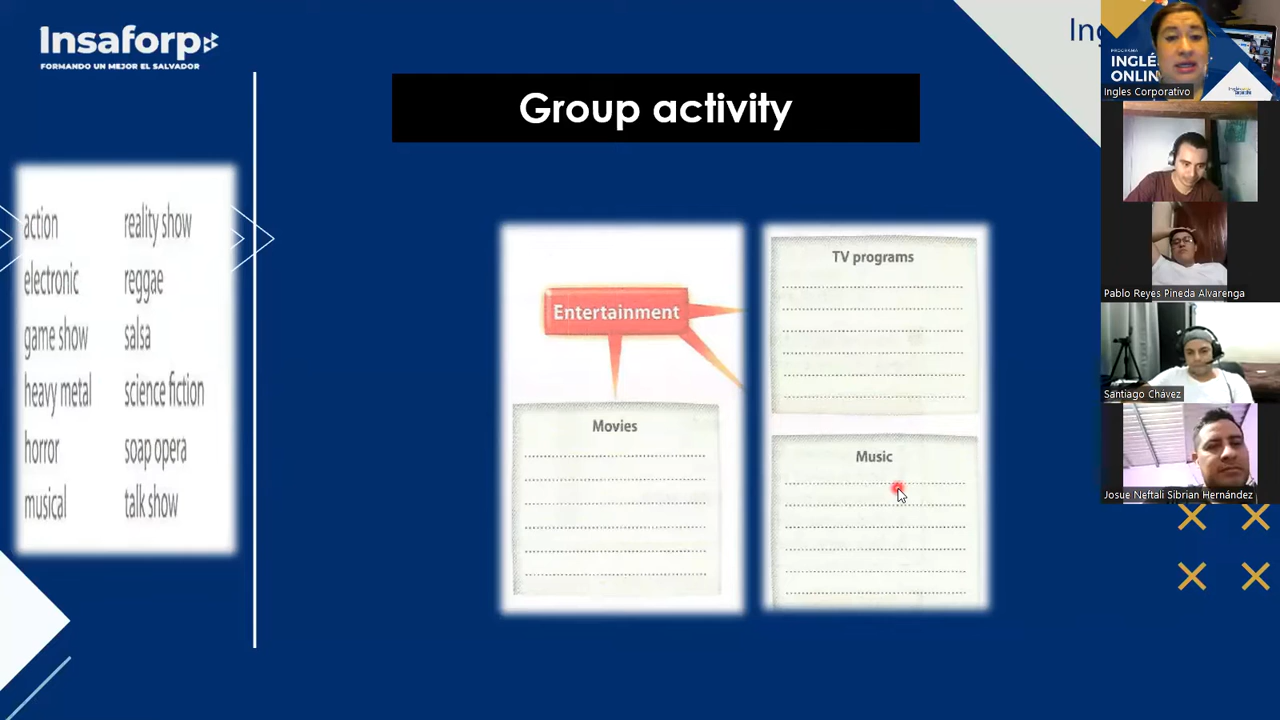 Insaforp
FORMANDO UN MEJOR EL SALVADOR
Group activity
action reality show
electronic reggae
game show salsa
heavy metal science fiction
horror soap opera
musical talk show
Entertainment
Movies
TV programs
Music
PROGRAMA
INGLÉS
Ingles Corporativo
Pablo Reyes Pineda Alvarenga
Santiago Chávez
Josue Neftali Sibrian Hernández